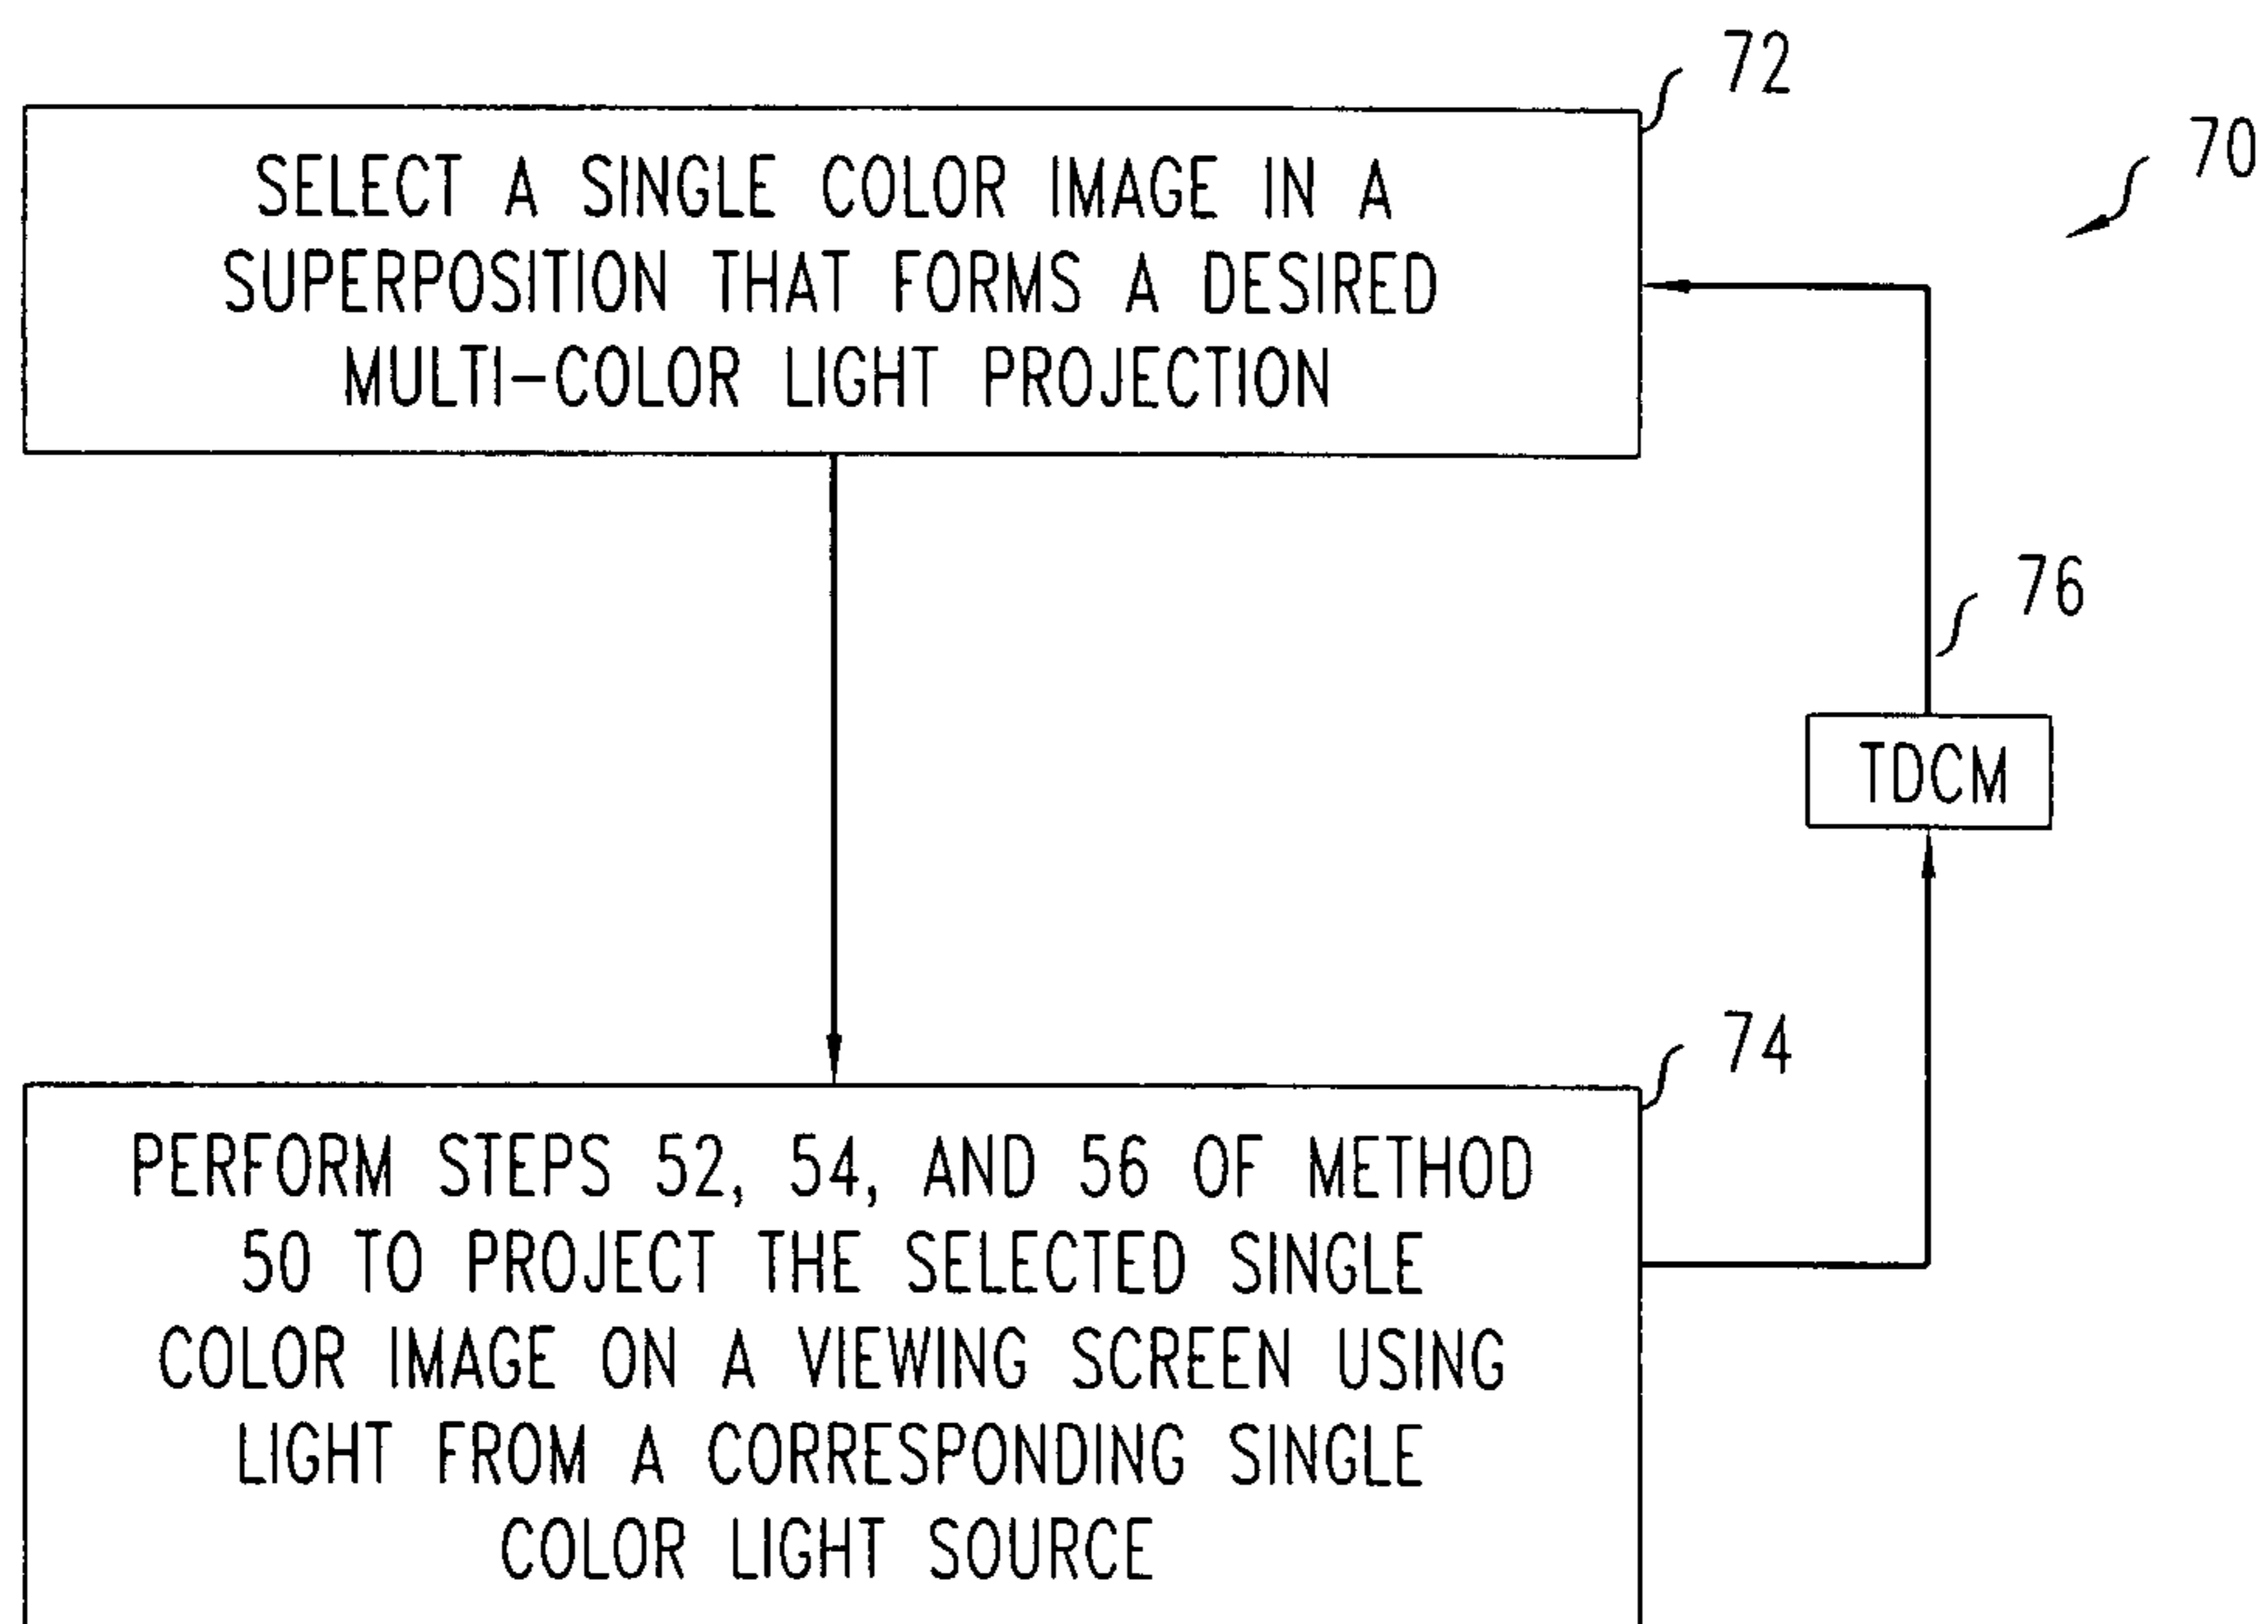 72
70
SELECT A SINGLE COLOR IMAGE IN A
SUPERPOSITION THAT FORMS A DESIRED
MULTI-COLOR LIGHT PROJECTION
76
TDCM
74
PERFORM STEPS 52, 54, AND 56 OF METHOD
50 TO PROJECT THE SELECTED SINGLE
COLOR IMAGE ON A VIEWING SCREEN USING
LIGHT FROM A CORRESPONDING SINGLE
COLOR LIGHT SOURCE